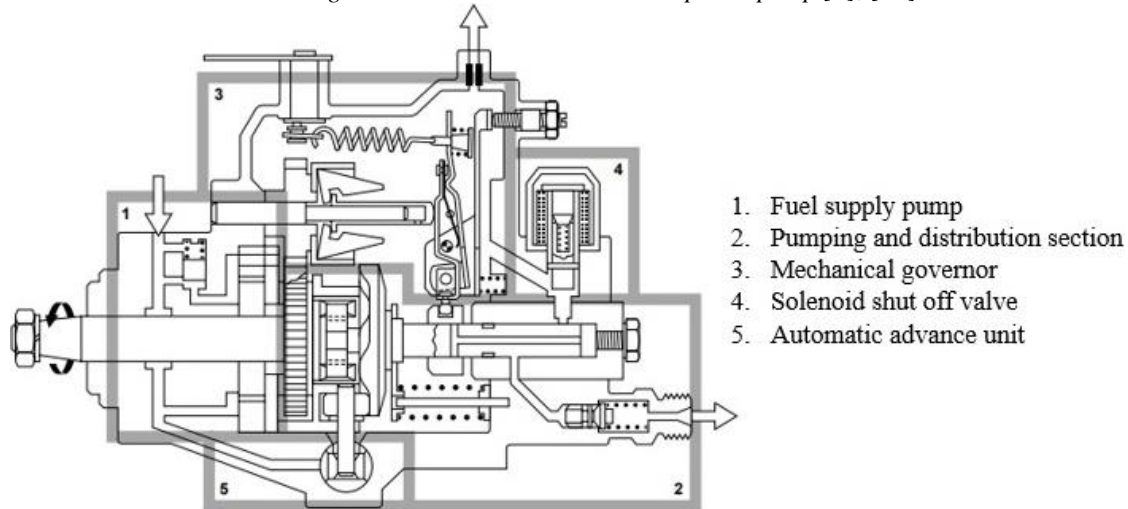 3
4
1
5
2
1. Fuel supply pump
2. Pumping and distribution section
3. Mechanical governor
4. Solenoid shut off valve
5. Automatic advance unit